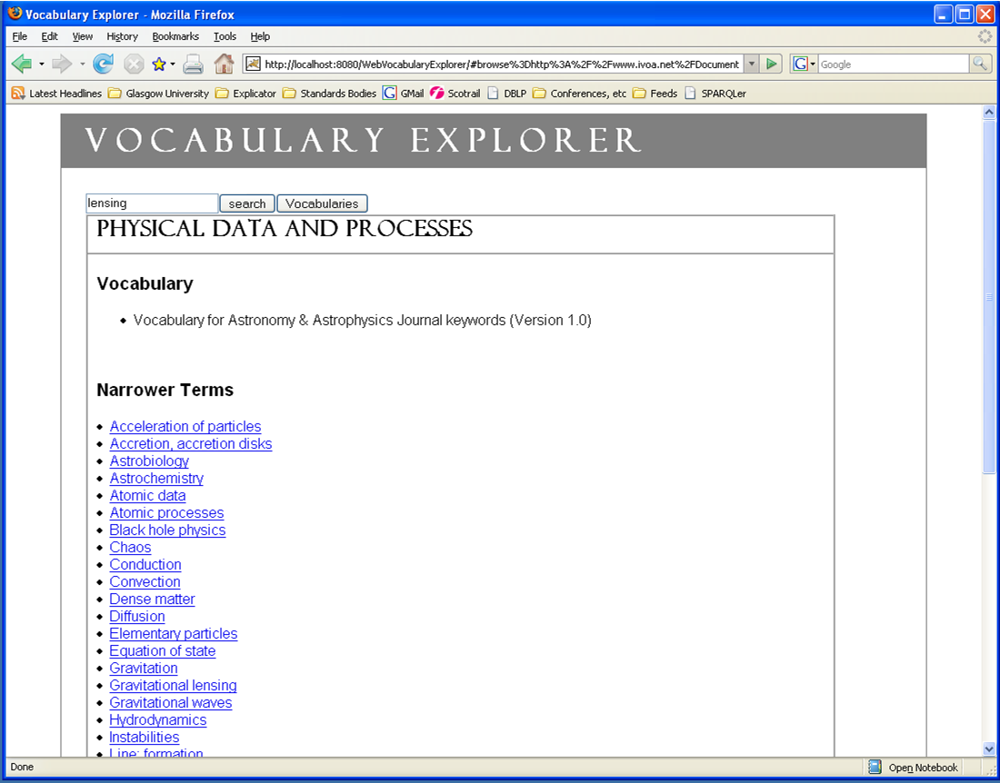 Vocabulary Explorer - Mozilla Firefox
File Edit View History Bookmarks Tools Help
http://localhost:8080/WebVocabularyExplorer/#browse%3Dhttp%3A%2F%2Fwww.ivoa.net%2FDocument G Google
Latest Headlines Glasgow University Explicator Standards Bodies G GMail Scotrail DBLP Conferences, etc Feeds SPARQLer
VOCABULARY EXPLORER
lensing search Vocabularies
PHYSICAL DATA AND PROCESSES
Vocabulary
Vocabulary for Astronomy & Astrophysics Journal keywords (Version 1.0)
Narrower Terms
Acceleration of particles
Accretion, accretion disks
Astrobiology
Astrochemistry
Atomic data
Atomic processes
Black hole physics
Chaos
Conduction
Convection
Dense matter
Diffusion
Elementary particles
Equation of state
Gravitation
Gravitational lensing
Gravitational waves
Hydrodynamics
Instabilities
Line: formation
Done Open Notebook